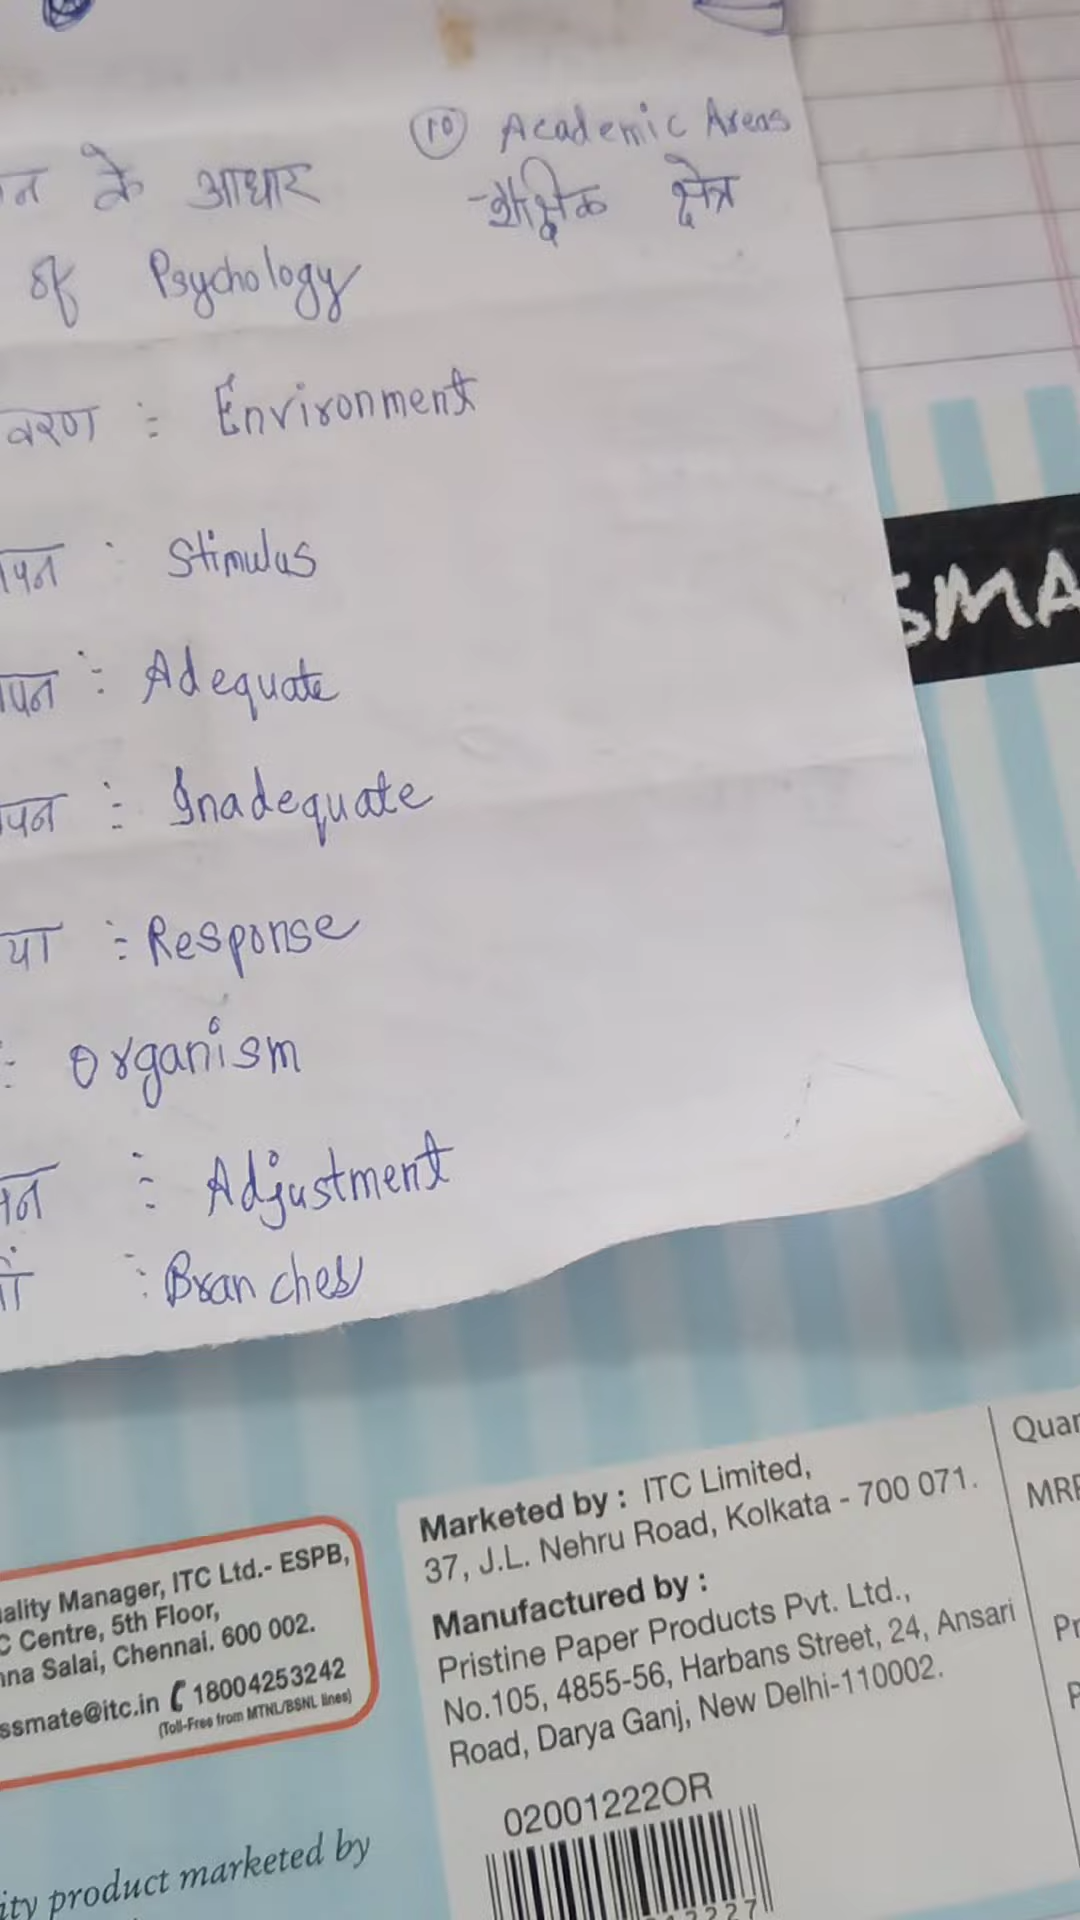 के आधार
of Psychology
⑩ Academic Areas
शैक्षिक क्षेत्र
वरण : Environment
पन : Stimulus
पन : Adequate
पन : Inadequate
या : Response
: Organism
न : Adjustment
: Branches
SMA
ality Manager, ITC Ltd.- ESPB,
C Centre, 5th Floor,
nna Salai, Chennai. 600 002.
ssmate@itc.in 18004253242
(Toll-Free from MTNL/BSNL lines)
Marketed by : ITC Limited,
37, J.L. Nehru Road, Kolkata - 700 071.
Manufactured by :
Pristine Paper Products Pvt. Ltd.,
No.105, 4855-56, Harbans Street, 24, Ansari
Road, Darya Ganj, New Delhi-110002.
02001222OR
Quan
MRP
Pr
P
ity product marketed by